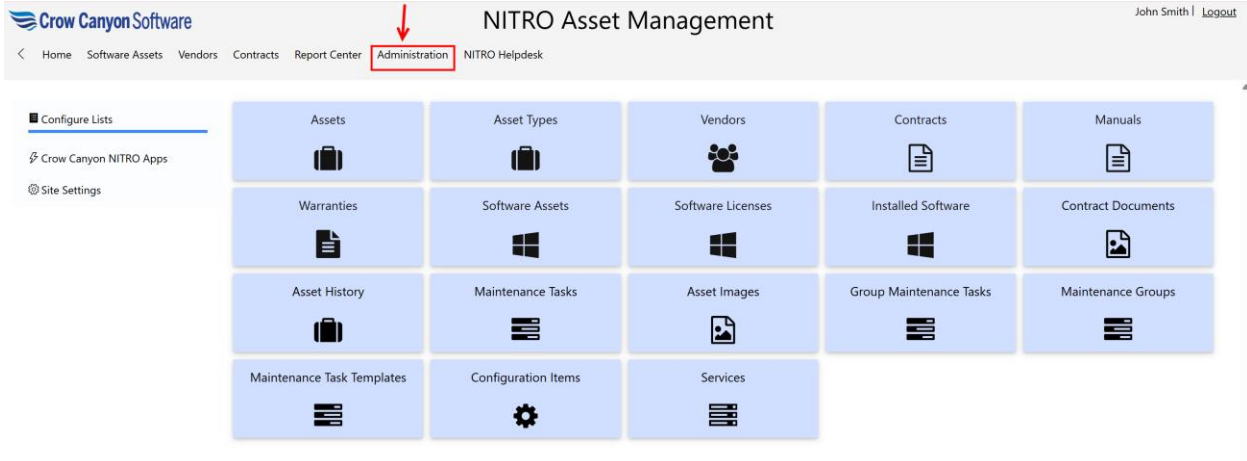 Crow Canyon Software
NITRO Asset Management
John Smith | Logout
< Home Software Assets Vendors Contracts Report Center Administration NITRO Helpdesk
Configure Lists
Crow Canyon NITRO Apps
Site Settings
Assets Asset Types Vendors Contracts Manuals
Warranties Software Assets Software Licenses Installed Software Contract Documents
Asset History Maintenance Tasks Asset Images Group Maintenance Tasks Maintenance Groups
Maintenance Task Templates Configuration Items Services